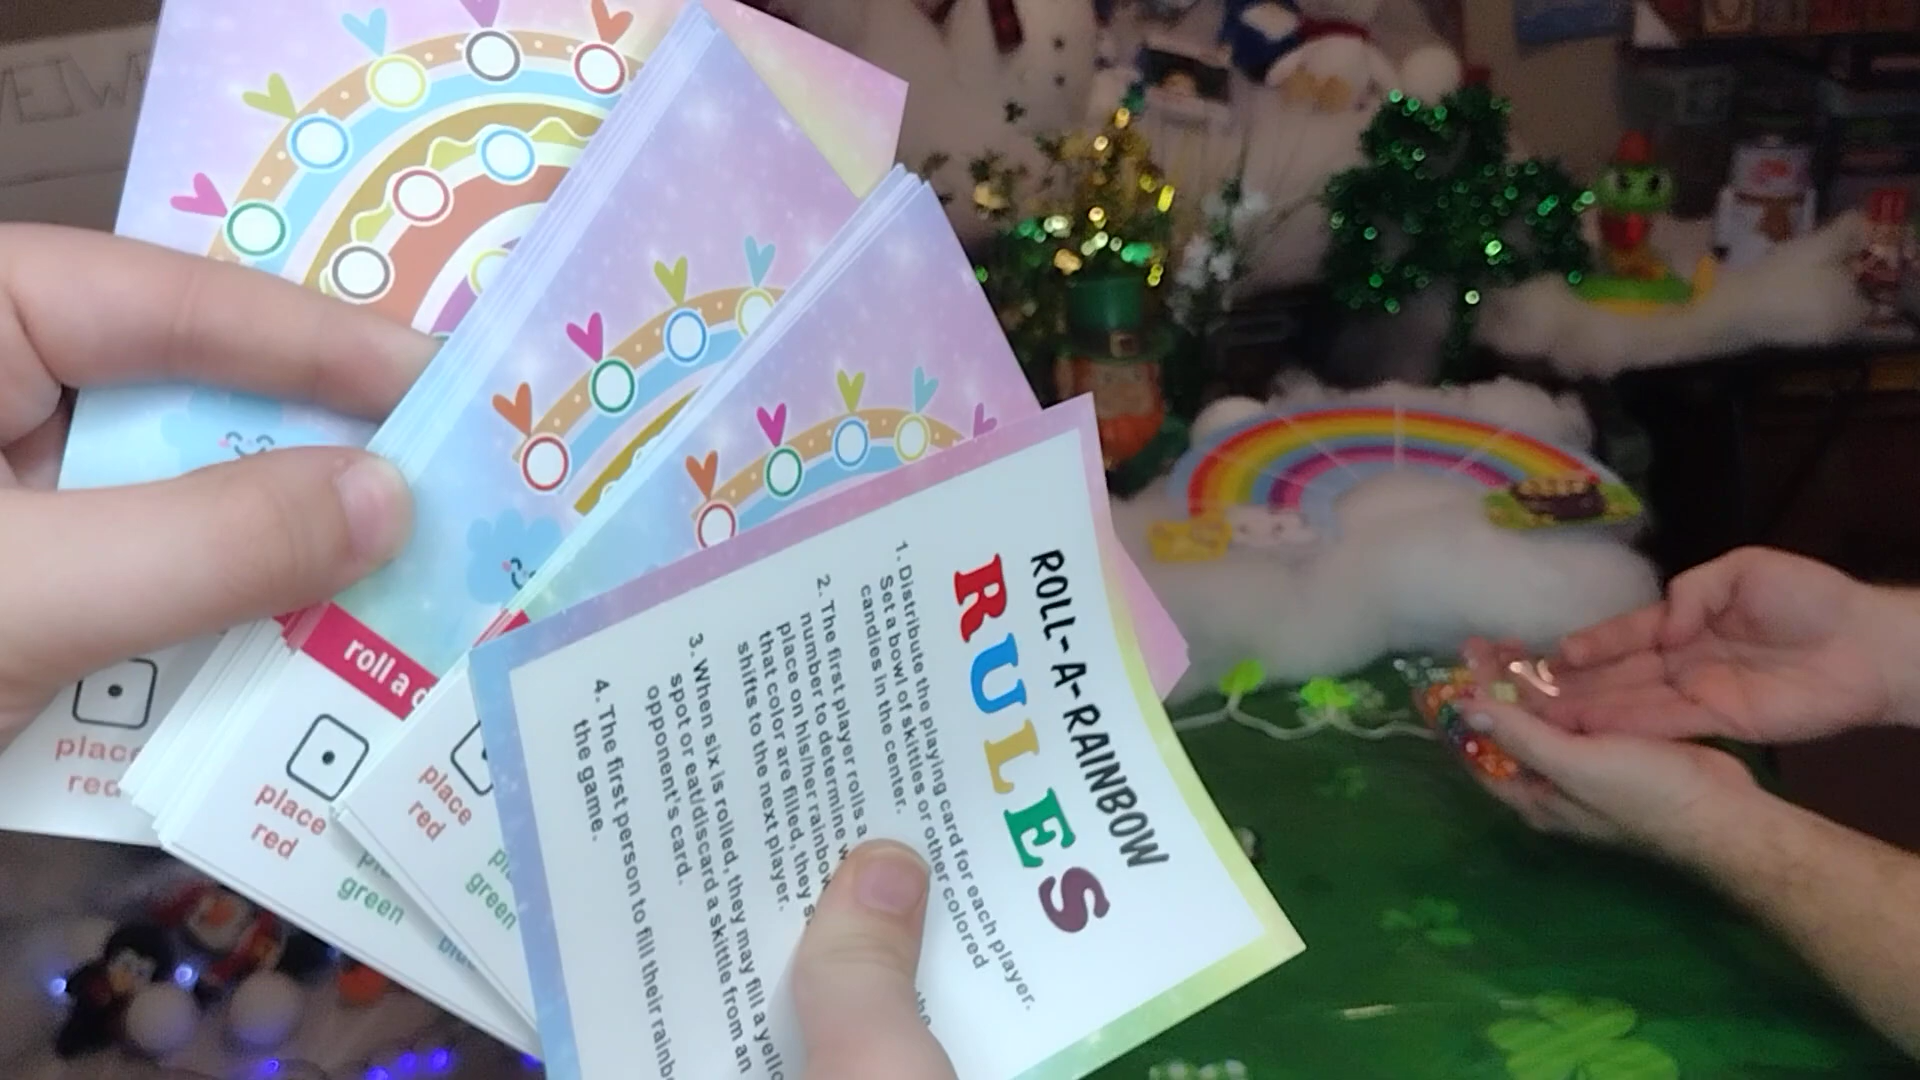 ROLL-A-RAINBOW
RULES
1. Distribute the playing card for each player.
Set a bowl of skittles or other colored
candies in the center.
2. The first player rolls a the
number to determine
place on his/her rainbow
that color are filled, they
shifts to the next player.
3. When six is rolled, they may fill a
spot or eat/discard a skittle from an
opponent's card.
4. The first person to fill their
the game.
roll a
place
red
place
red
green
place
red
green